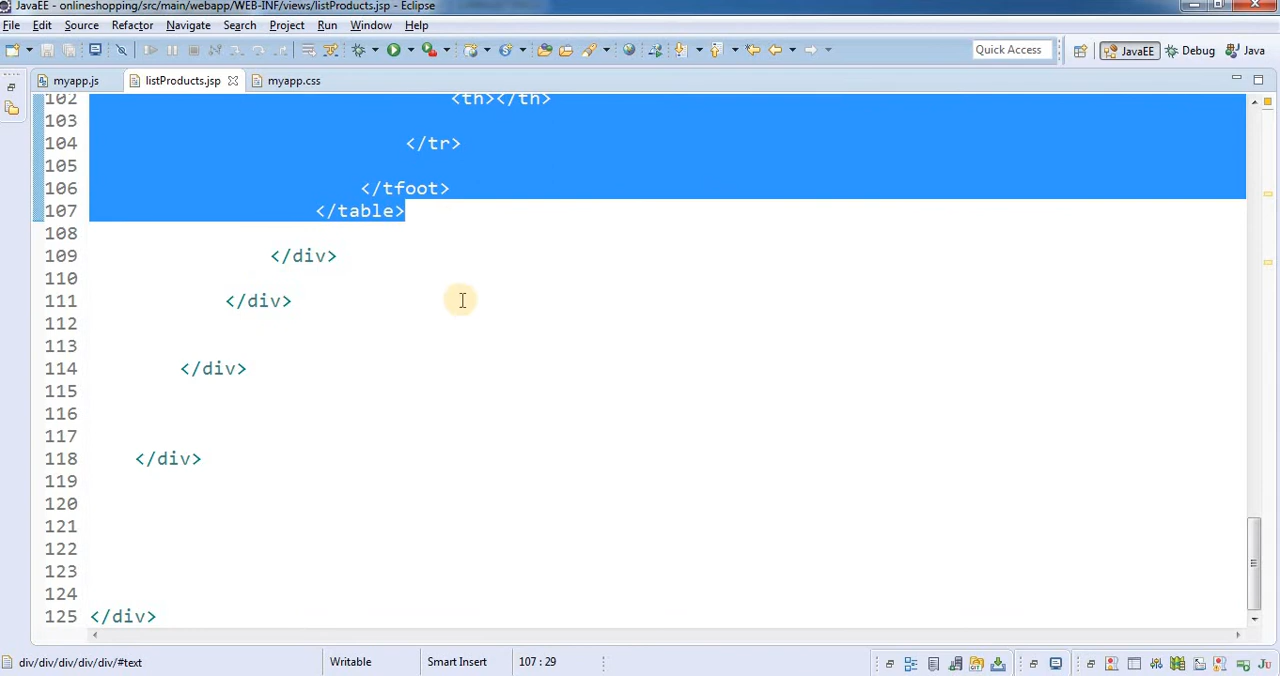 JavaEE - onlineshopping/src/main/webapp/WEB-INF/views/listProducts.jsp - Eclipse
File Edit Source Refactor Navigate Search Project Run Window Help
Quick Access JavaEE Debug Java
myapp.js listProducts.jsp myapp.css
102 <th></th>
103
104 </tr>
105
106 </tfoot>
107 </table>
108
109 </div>
110
111 </div>
112
113
114 </div>
115
116
117
118 </div>
119
120
121
122
123
124
125 </div>
div/div/div/div/div/#text Writable Smart Insert 107 : 29